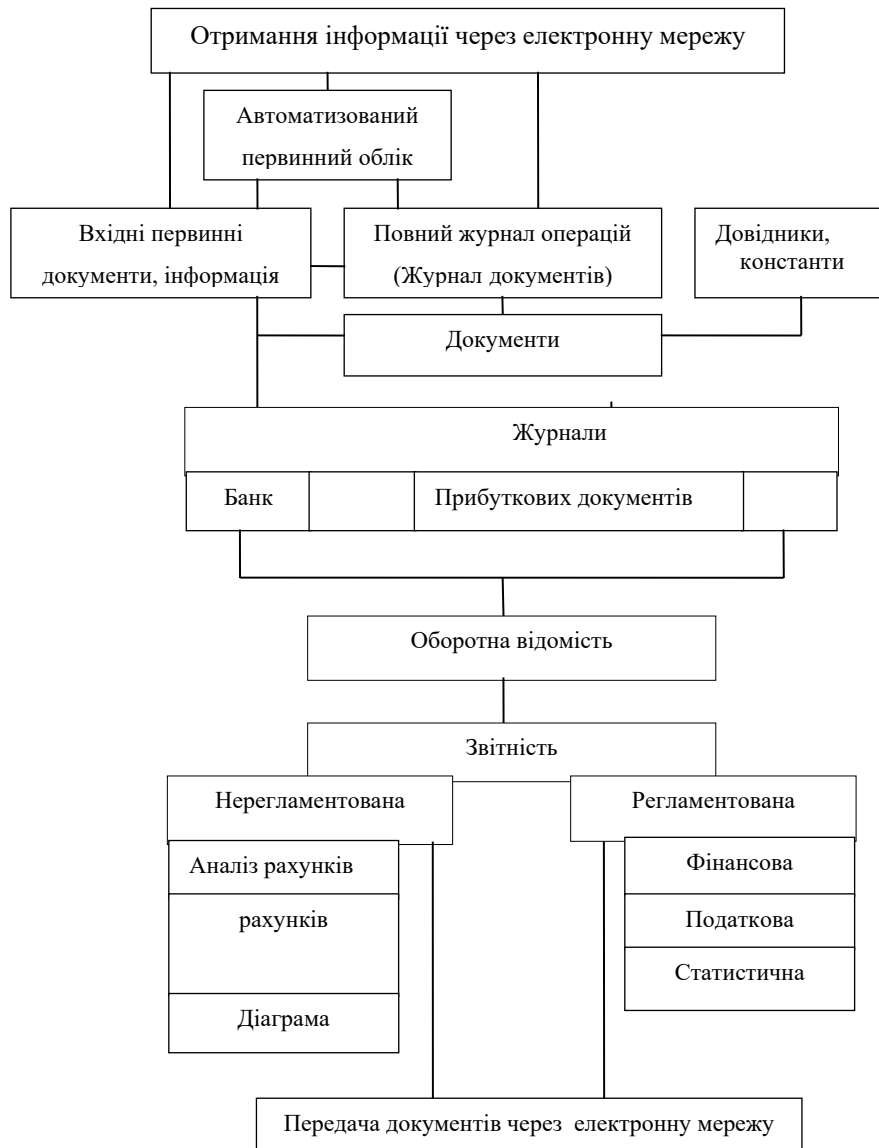 Отримання інформації через електронну мережу
Автоматизований
первинний облік
Вхідні первинні
документи, інформація
Повний журнал операцій
(Журнал документів)
Довідники,
константи
Документи
Журнали
Банк
Прибуткових документів
Оборотна відомість
Звітність
Нерегламентована
Регламентована
Аналіз рахунків
рахунків
Діаграма
Фінансова
Податкова
Статистична
Передача документів через електронну мережу